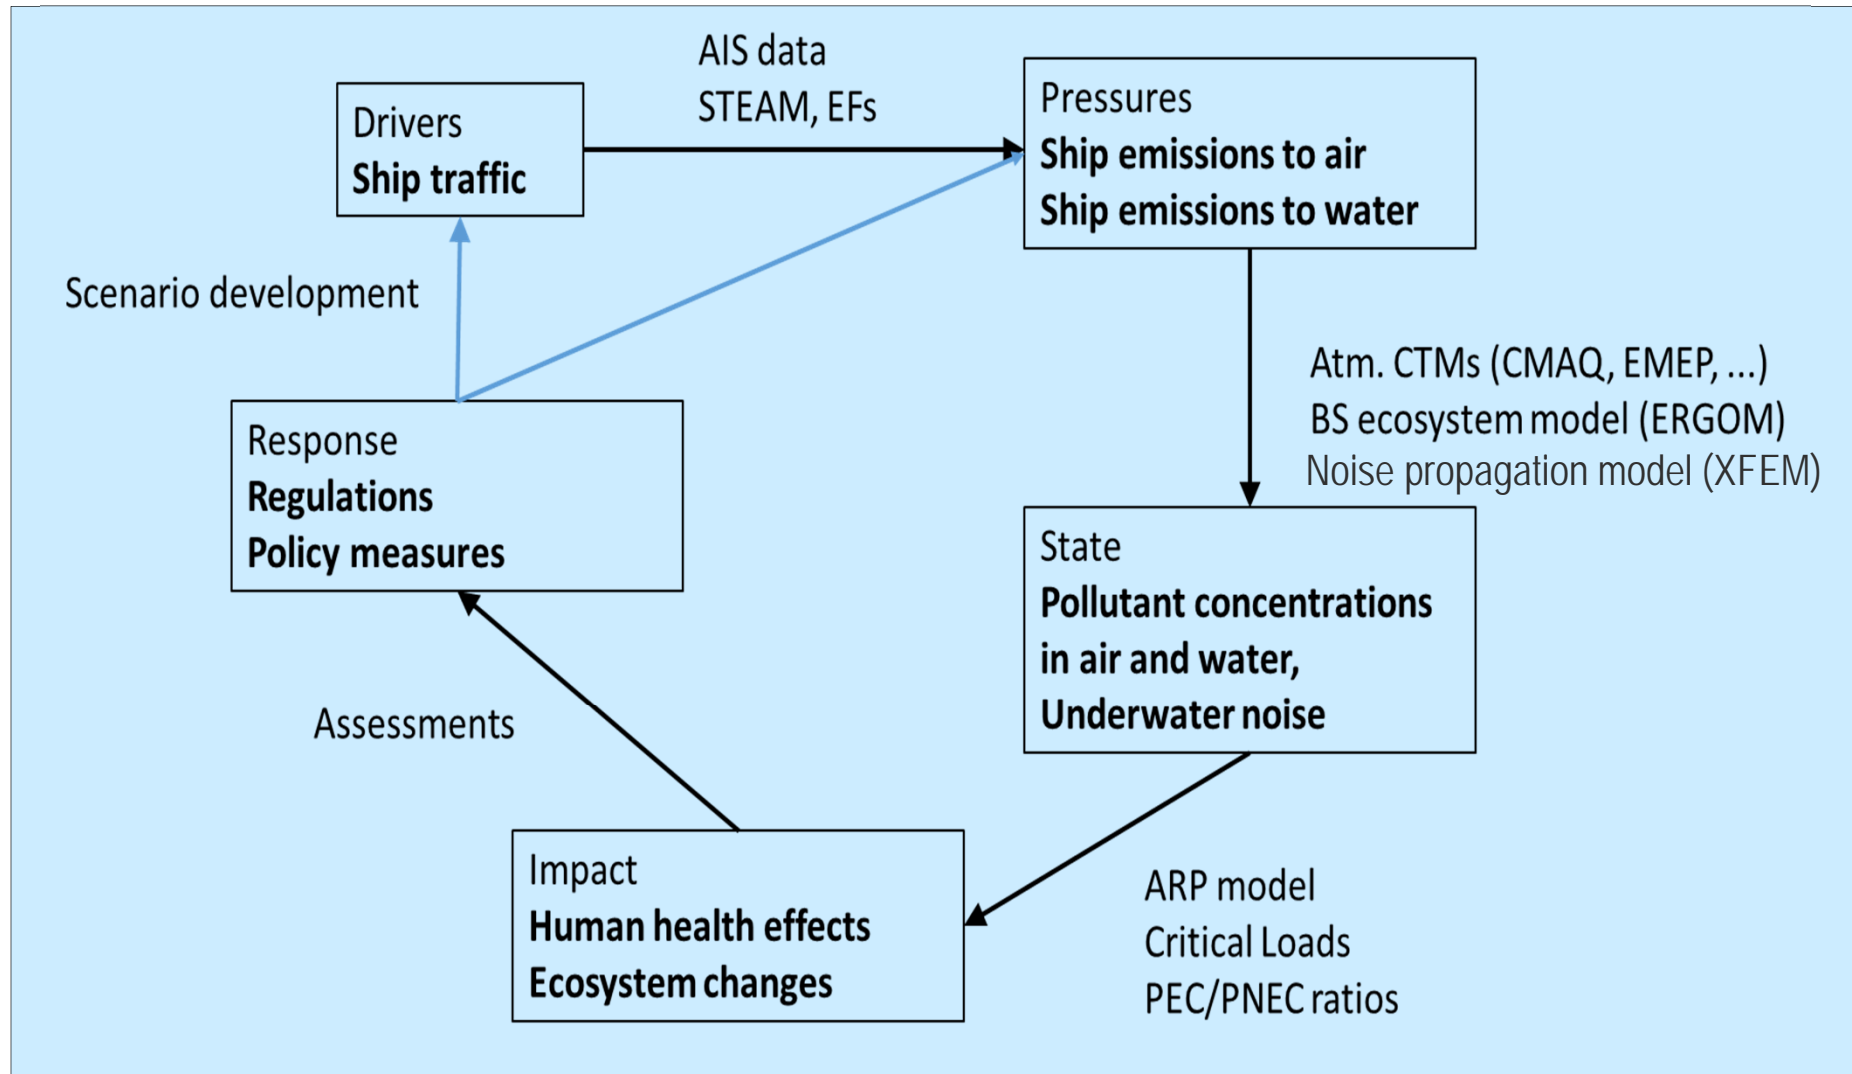 AIS data
STEAM, EFs
Drivers
Ship traffic
Pressures
Ship emissions to air
Ship emissions to water
Scenario development
Atm. CTMs (CMAQ, EMEP, ...)
BS ecosystem model (ERGOM)
Noise propagation model (XFEM)
Response
Regulations
Policy measures
State
Pollutant concentrations
in air and water,
Underwater noise
Assessments
Impact
Human health effects
Ecosystem changes
ARP model
Critical Loads
PEC/PNEC ratios